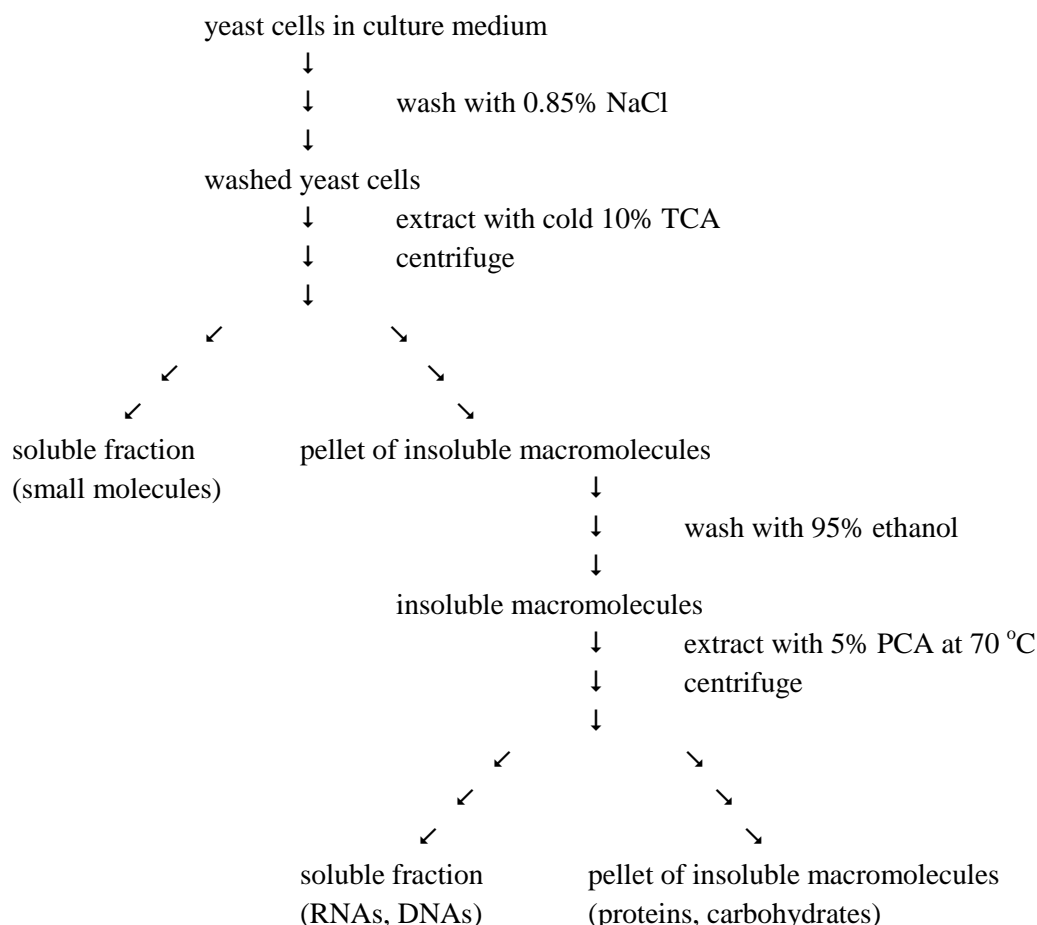 yeast cells in culture medium
↓
↓ wash with 0.85% NaCl
↓
washed yeast cells
↓ extract with cold 10% TCA
↓ centrifuge
↓
↙ ↘
↙ ↘
↙ ↘
soluble fraction pellet of insoluble macromolecules
(small molecules) ↓
↓ wash with 95% ethanol
↓
insoluble macromolecules
↓ extract with 5% PCA at 70 °C
↓ centrifuge
↓
↙ ↘
↙ ↘
↙ ↘
soluble fraction pellet of insoluble macromolecules
(RNAs, DNAs) (proteins, carbohydrates)